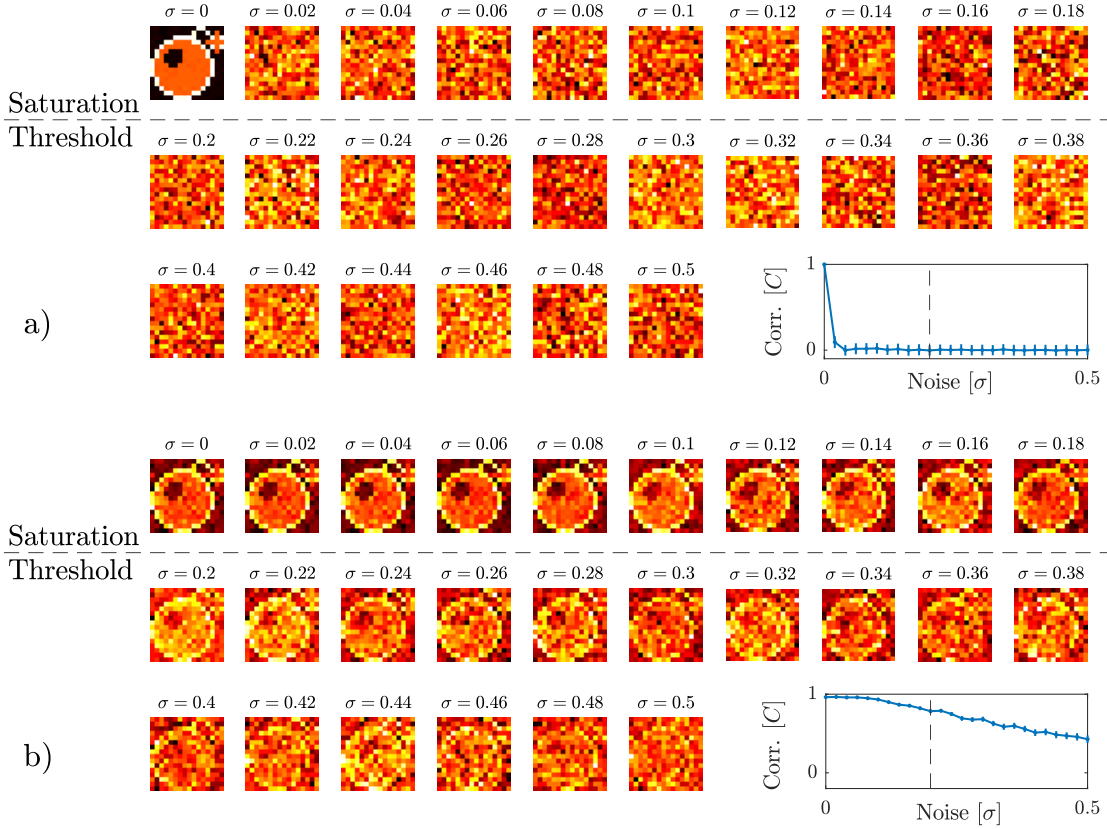 σ = 0 σ = 0.02 σ = 0.04 σ = 0.06 σ = 0.08 σ = 0.1 σ = 0.12 σ = 0.14 σ = 0.16 σ = 0.18
Saturation
Threshold
σ = 0.2 σ = 0.22 σ = 0.24 σ = 0.26 σ = 0.28 σ = 0.3 σ = 0.32 σ = 0.34 σ = 0.36 σ = 0.38
σ = 0.4 σ = 0.42 σ = 0.44 σ = 0.46 σ = 0.48 σ = 0.5
a)
Corr. [C]
1
0
0 Noise [σ] 0.5
σ = 0 σ = 0.02 σ = 0.04 σ = 0.06 σ = 0.08 σ = 0.1 σ = 0.12 σ = 0.14 σ = 0.16 σ = 0.18
Saturation
Threshold
σ = 0.2 σ = 0.22 σ = 0.24 σ = 0.26 σ = 0.28 σ = 0.3 σ = 0.32 σ = 0.34 σ = 0.36 σ = 0.38
σ = 0.4 σ = 0.42 σ = 0.44 σ = 0.46 σ = 0.48 σ = 0.5
b)
Corr. [C]
1
0
0 Noise [σ] 0.5